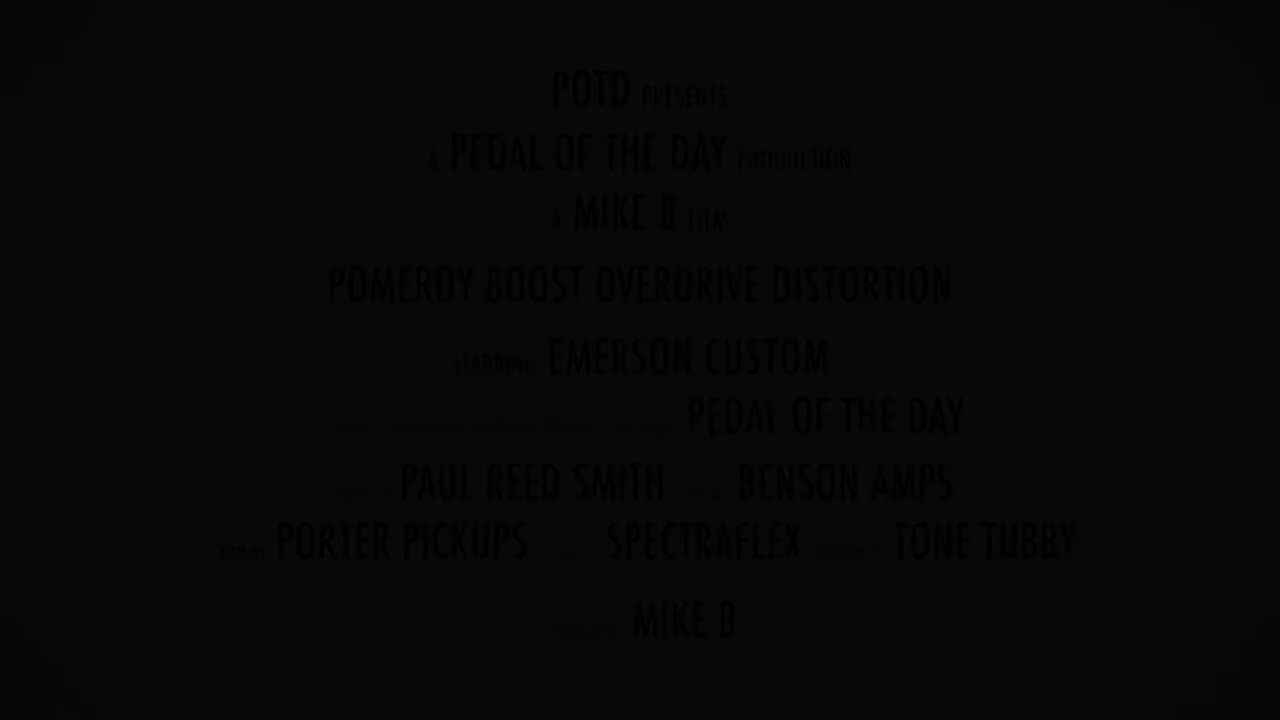 POTD PRESENTS
A PEDAL OF THE DAY PRODUCTION
A MIKE B FILM
POMEROY BOOST OVERDRIVE DISTORTION
STARRING EMERSON CUSTOM
PEDAL OF THE DAY
PAUL REED SMITH BENSON AMPS
PORTER PICKUPS SPECTRAFLEX TONE TUBBY
MIKE B